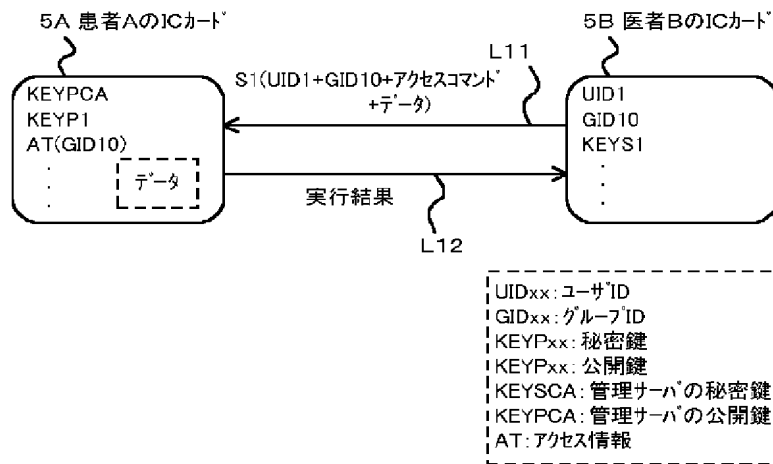 5A 患者AのICカード
5B 医者BのICカード
L11
S1(UID1+GID10+アクセスコマンド
+データ)
KEYPCA
KEYP1
AT(GID10)
データ
UID1
GID10
KEYS1
実行結果
L12
UIDxx:ユーザID
GIDxx:グループID
KEYPxx:秘密鍵
KEYPxx:公開鍵
KEYSCA:管理サーバの秘密鍵
KEYPCA:管理サーバの公開鍵
AT:アクセス情報